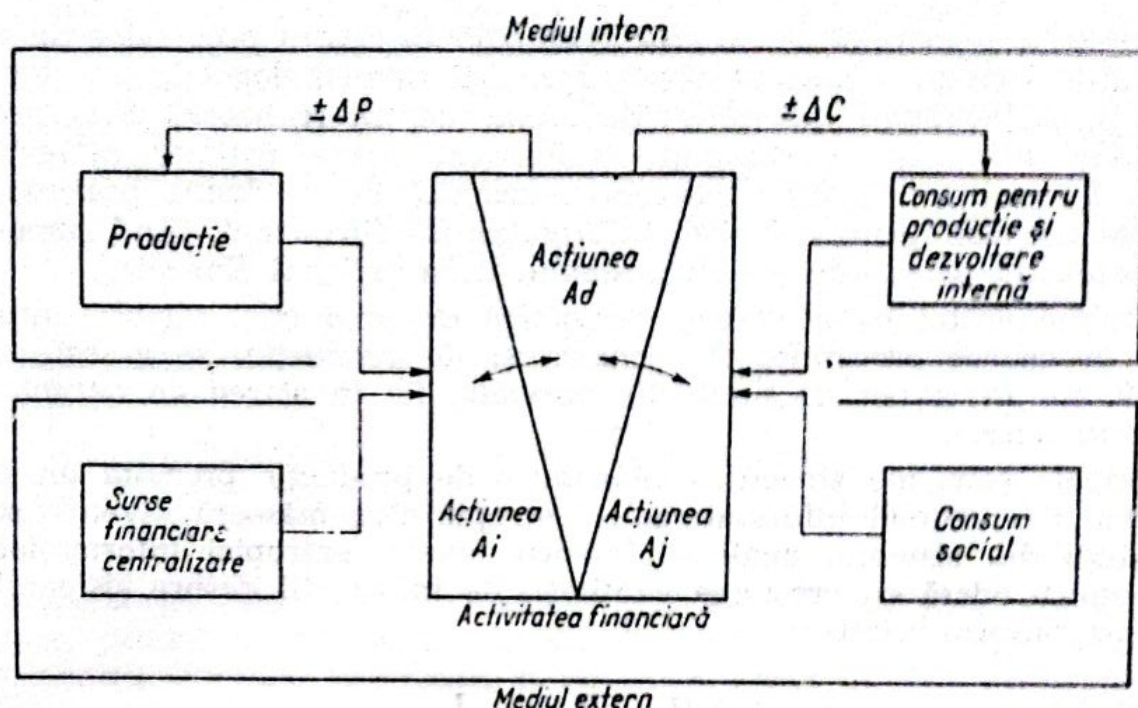 Mediul intern
± ΔP
± ΔC
Producție
Acțiunea
Ad
Consum pentru
producție și
dezvoltare
internă
Surse
financiare
centralizate
Acțiunea
Ai
Acțiunea
Aj
Consum
social
Activitatea financiară
Mediul extern